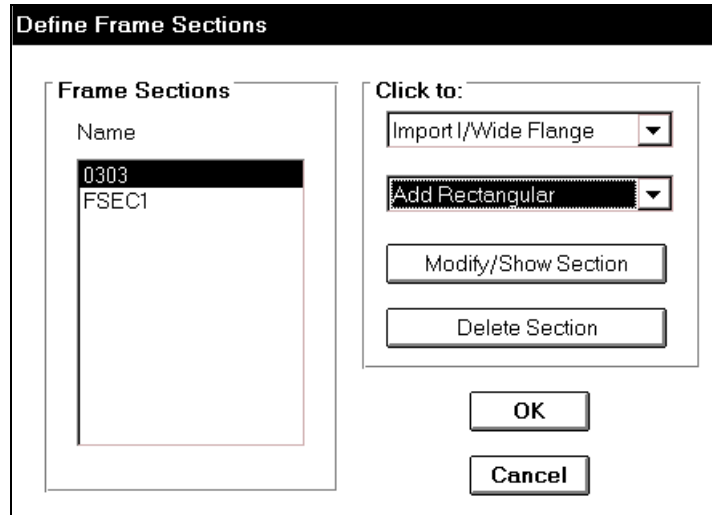 Define Frame Sections
Frame Sections
Name
0303
FSEC1
Click to:
Import I/Wide Flange
Add Rectangular
Modify/Show Section
Delete Section
OK
Cancel